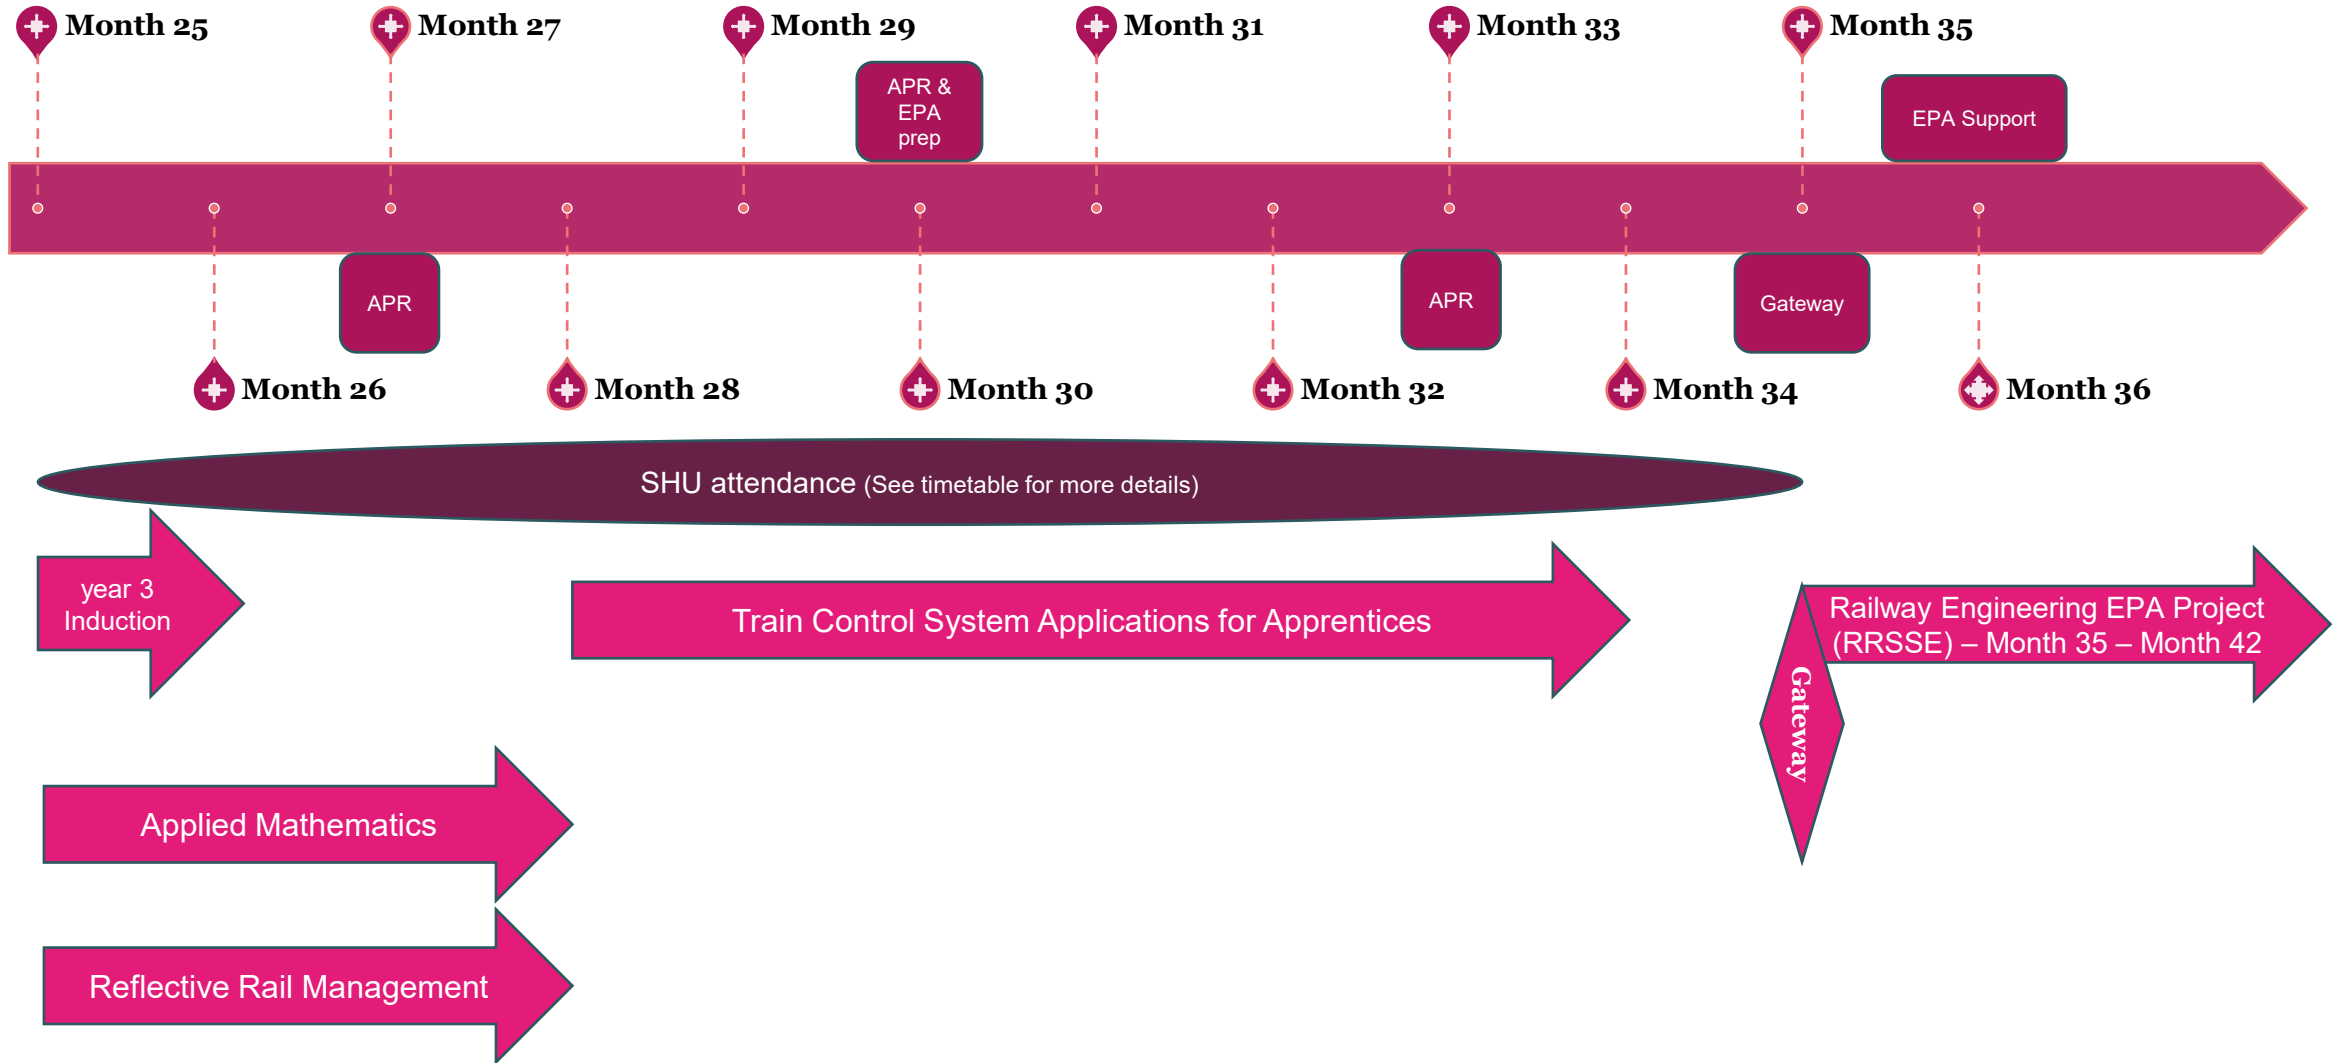 Month 25
Month 27
Month 29
Month 31
Month 33
Month 35
APR &
EPA
prep
EPA Support
APR
APR
Gateway
Month 26
Month 28
Month 30
Month 32
Month 34
Month 36
SHU attendance (See timetable for more details)
year 3
Induction
Train Control System Applications for Apprentices
Railway Engineering EPA Project
(RRSSE) – Month 35 – Month 42
Gateway
Applied Mathematics
Reflective Rail Management